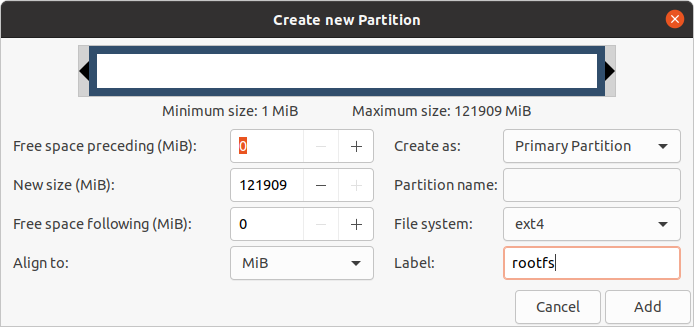 Create new Partition
Minimum size: 1 MiB Maximum size: 121909 MiB
Free space preceding (MiB): 0 Create as: Primary Partition
New size (MiB): 121909 Partition name:
Free space following (MiB): 0 File system: ext4
Align to: MiB Label: rootfs
Cancel Add